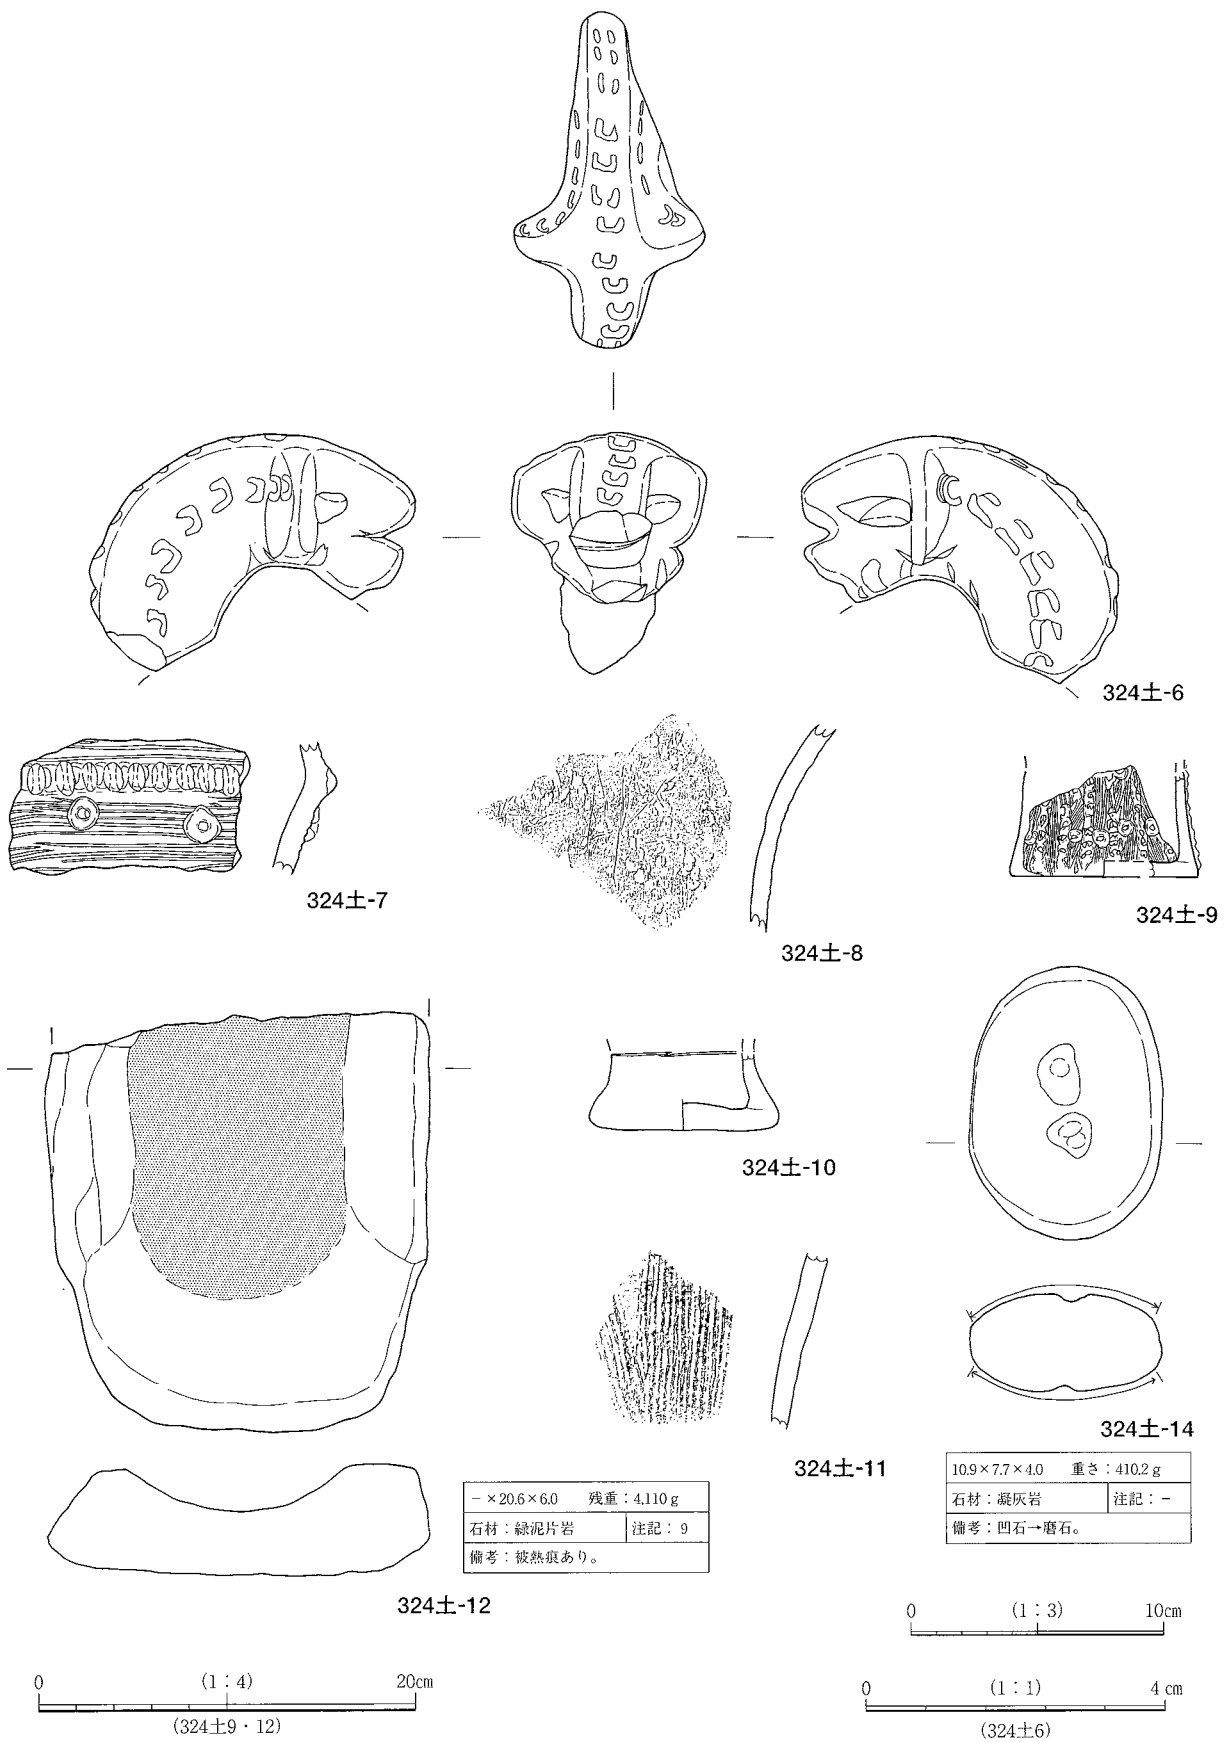 324土-6
324土-7
324土-8
324土-9
324土-10
324土-11
324土-14
－×20.6×6.0 残重：4,110ｇ
石材：緑泥片岩 注記：9
備考：被熱痕あり。
10.9×7.7×4.0 重さ：410.2ｇ
石材：凝灰岩 注記：－
備考：凹石→磨石。
324土-12
0 (1：3) 10cm
0 (1：4) 20cm
(324土9・12)
0 (1：1) 4cm
(324土6)